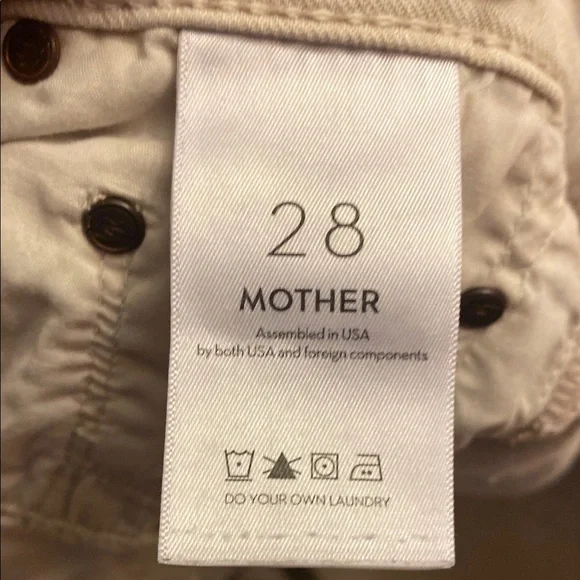 28
MOTHER
Assembled in USA
by both USA and foreign components
DO YOUR OWN LAUNDRY